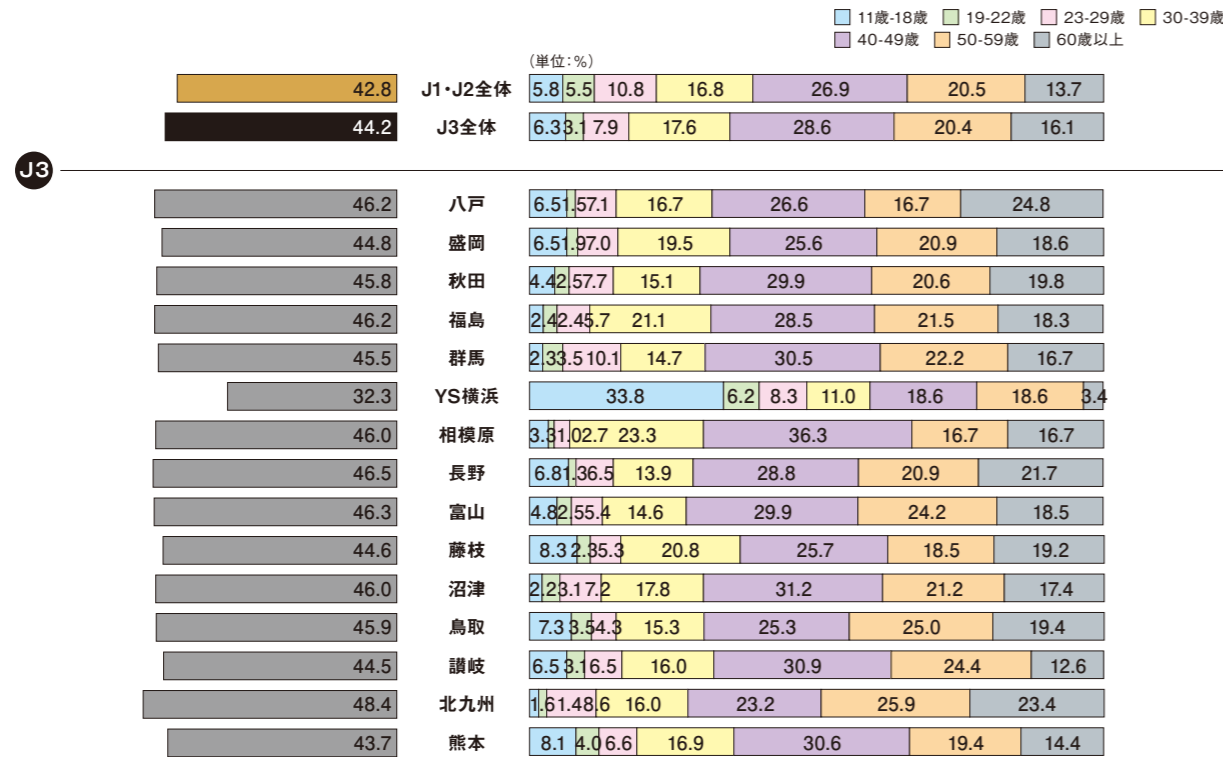 11歳-18歳 19-22歳 23-29歳 30-39歳
40-49歳 50-59歳 60歳以上
(単位:%)
42.8 J1・J2全体 5.8 5.5 10.8 16.8 26.9 20.5 13.7
44.2 J3全体 6.3 3.1 7.9 17.6 28.6 20.4 16.1
J3
46.2 八戸 6.5 1.5 7.1 16.7 26.6 16.7 24.8
44.8 盛岡 6.5 1.9 7.0 19.5 25.6 20.9 18.6
45.8 秋田 4.4 2.5 7.7 15.1 29.9 20.6 19.8
46.2 福島 2.4 2.4 5.7 21.1 28.5 21.5 18.3
45.5 群馬 2.3 3.5 10.1 14.7 30.5 22.2 16.7
32.3 YS横浜 33.8 6.2 8.3 11.0 18.6 18.6 3.4
46.0 相模原 3.3 1.0 2.7 23.3 36.3 16.7 16.7
46.5 長野 6.8 1.3 6.5 13.9 28.8 20.9 21.7
46.3 富山 4.8 2.5 5.4 14.6 29.9 24.2 18.5
44.6 藤枝 8.3 2.3 5.3 20.8 25.7 18.5 19.2
46.0 沼津 2.2 3.1 7.2 17.8 31.2 21.2 17.4
45.9 鳥取 7.3 3.5 4.3 15.3 25.3 25.0 19.4
44.5 讃岐 6.5 3.1 6.5 16.0 30.9 24.4 12.6
48.4 北九州 1.6 1.4 8.6 16.0 23.2 25.9 23.4
43.7 熊本 8.1 4.0 6.6 16.9 30.6 19.4 14.4